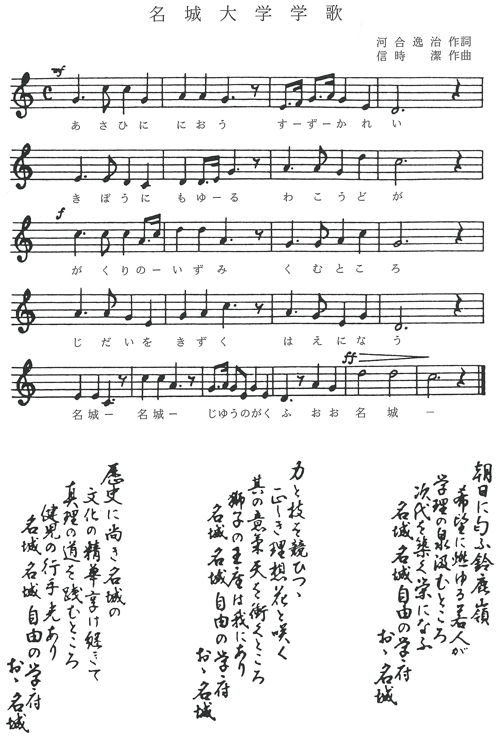 名城大学学歌
河合逸治 作詞
信時 潔 作曲
mf
あさひに におう すーずーかれい
きぼうに もゆーる わこうどが
f
がくりのーいずみ くむところ
じだいを きずく はえになう
ff
名城ー 名城ー じゆうのがくふ おお 名城ー
朝日に匂ふ鈴鹿嶺
希望に燃ゆる若人が
学理の泉汲むところ
次代を築く栄になふ
名城 名城 自由の学府
おゝ名城
力と技を競ひつゝ
正しき理想花と咲く
其の意気天を衝くところ
獅子の王座は我にあり
名城 名城 自由の学府
おゝ名城
歴史に尚き名城の
文化の精華享け継ぎて
真理の道を践むところ
健児の行手光あり
名城 名城 自由の学府
おゝ名城